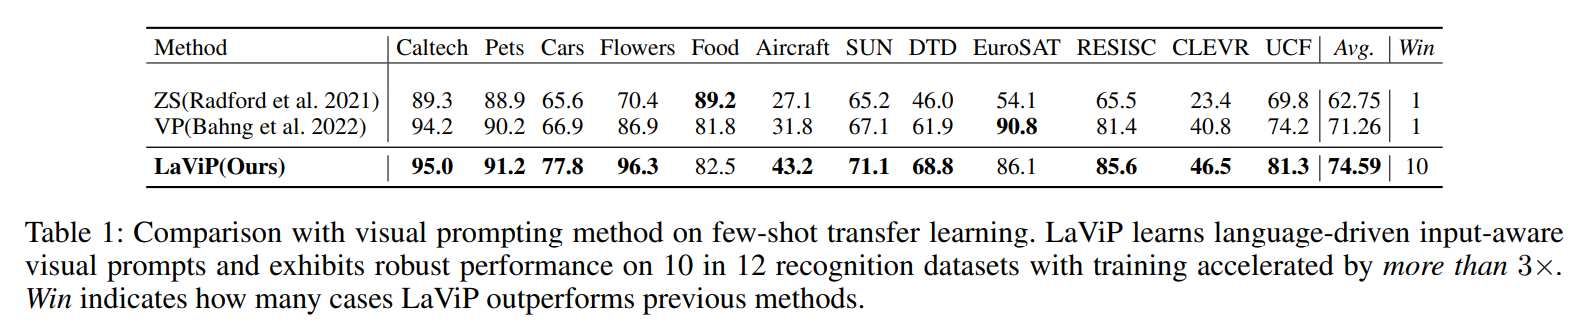 Method Caltech Pets Cars Flowers Food Aircraft SUN DTD EuroSAT RESISC CLEVR UCF Avg. Win
ZS(Radford et al. 2021) 89.3 88.9 65.6 70.4 89.2 27.1 65.2 46.0 54.1 65.5 23.4 69.8 62.75 1
VP(Bahng et al. 2022) 94.2 90.2 66.9 86.9 81.8 31.8 67.1 61.9 90.8 81.4 40.8 74.2 71.26 1
LaViP(Ours) 95.0 91.2 77.8 96.3 82.5 43.2 71.1 68.8 86.1 85.6 46.5 81.3 74.59 10
Table 1: Comparison with visual prompting method on few-shot transfer learning. LaViP learns language-driven input-aware
visual prompts and exhibits robust performance on 10 in 12 recognition datasets with training accelerated by more than 3×.
Win indicates how many cases LaViP outperforms previous methods.